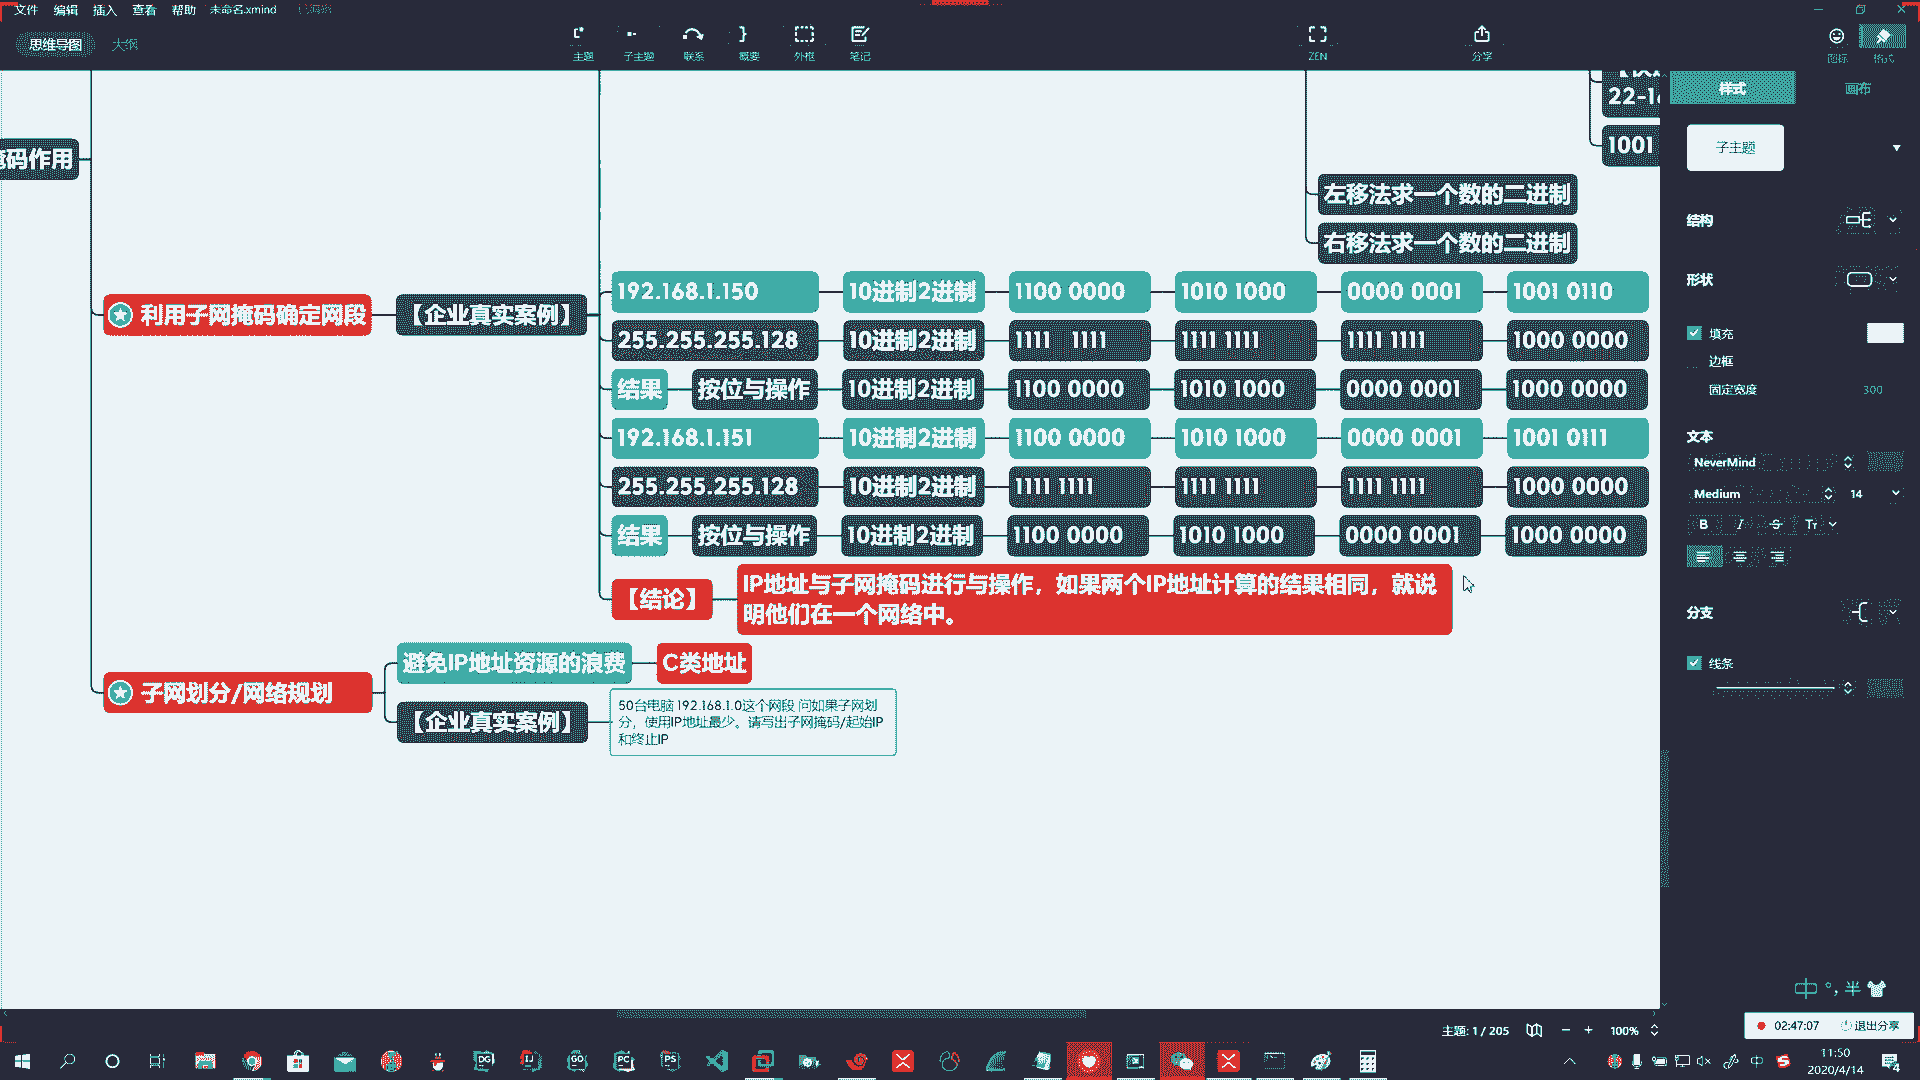 文件 编辑 插入 查看 帮助 未命名.xmind
思维导图 大纲
主题 子主题 联系 概要 外框 笔记 ZEN 分享 图标 格式
样式 画布
22-1
1001
码作用
左移法求一个数的二进制
右移法求一个数的二进制
利用子网掩码确定网段 【企业真实案例】
192.168.1.150 10进制2进制 1100 0000 1010 1000 0000 0001 1001 0110
255.255.255.128 10进制2进制 1111 1111 1111 1111 1111 1111 1000 0000
结果 按位与操作 10进制2进制 1100 0000 1010 1000 0000 0001 1000 0000
192.168.1.151 10进制2进制 1100 0000 1010 1000 0000 0001 1001 0111
255.255.255.128 10进制2进制 1111 1111 1111 1111 1111 1111 1000 0000
结果 按位与操作 10进制2进制 1100 0000 1010 1000 0000 0001 1000 0000
【结论】 IP地址与子网掩码进行与操作，如果两个IP地址计算的结果相同，就说
明他们在一个网络中。
子网划分/网络规划
避免IP地址资源的浪费 C类地址
【企业真实案例】
50台电脑 192.168.1.0这个网段 问如果子网划
分，使用IP地址最少。请写出子网掩码/起始IP
和终止IP
子主题
结构
形状
填充
边框
固定宽度 300
文本
NeverMind
Medium 14
B I S Tт
分支
线条
中 °, 半
主题: 1 / 205 100%
02:47:07 退出分享
DG IJ GO PC PS
中
11:50
2020/4/14